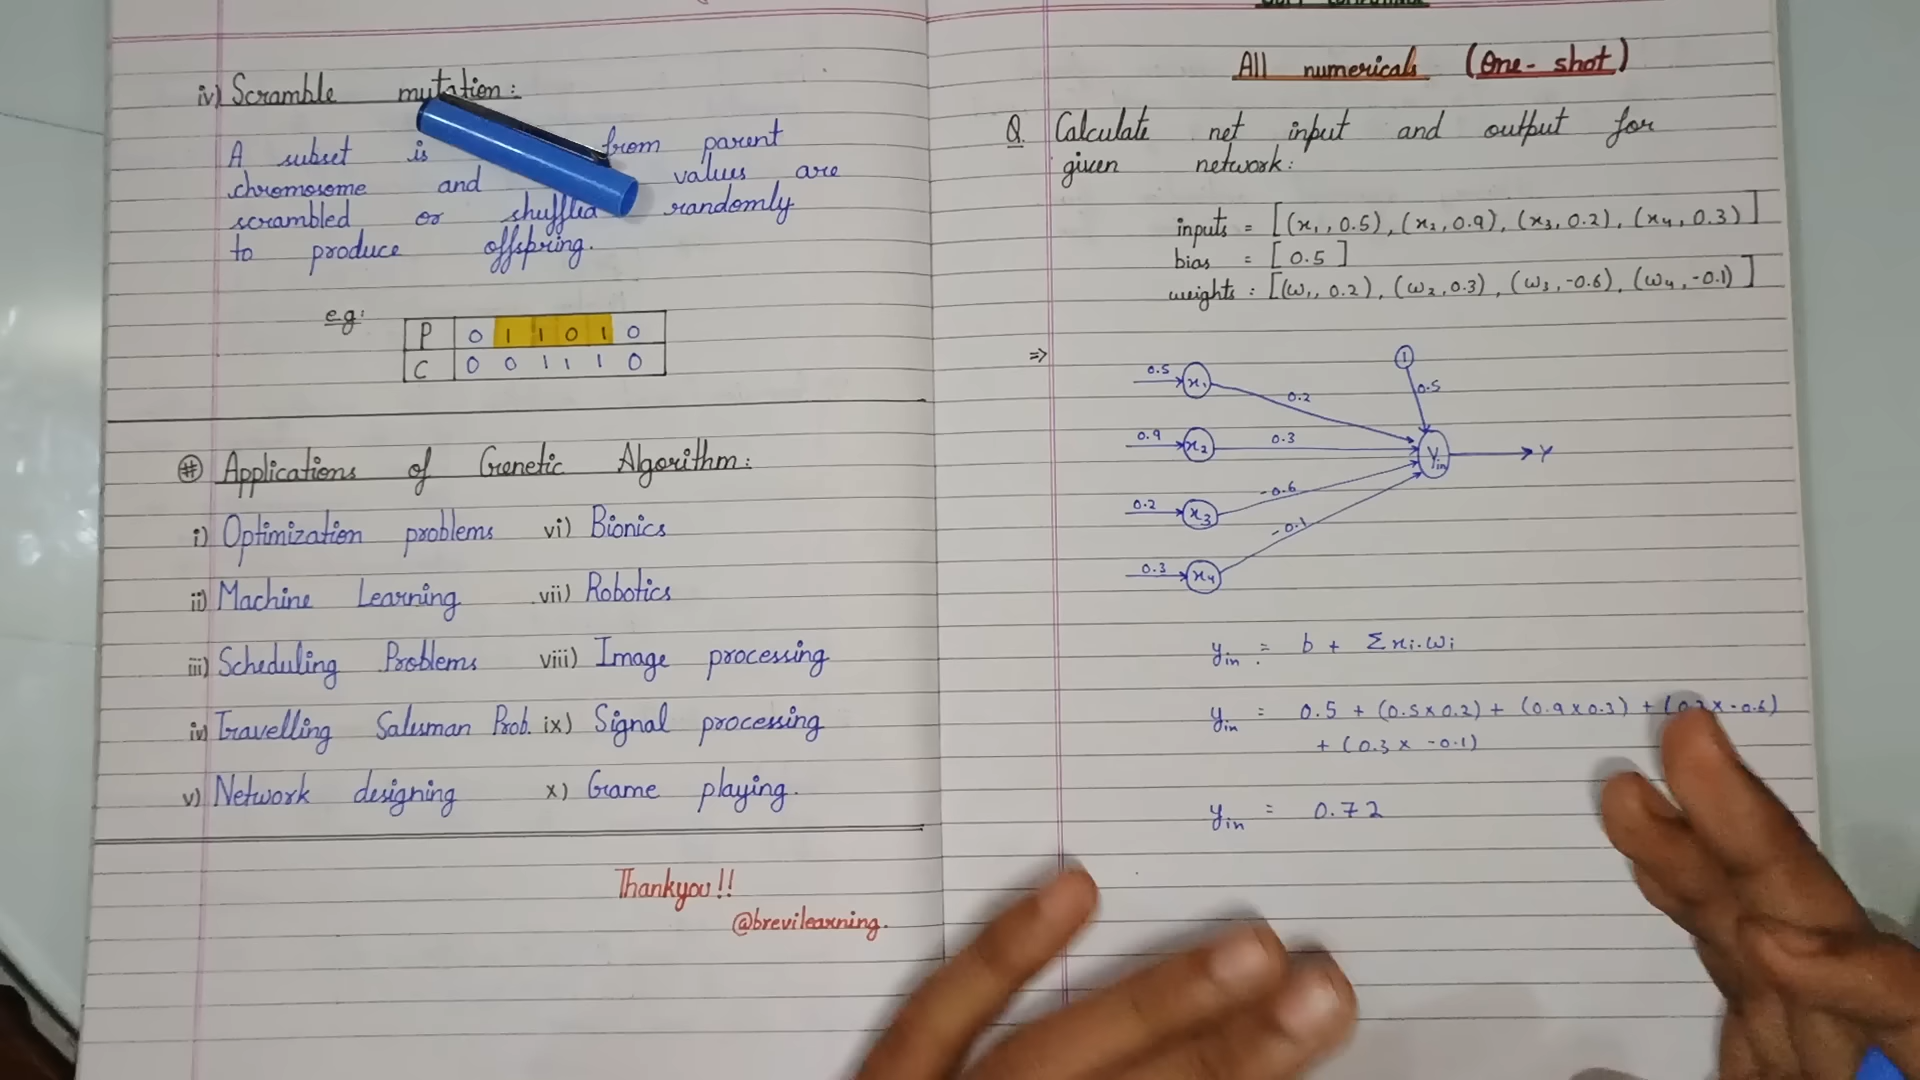 iv) Scramble mutation:
A subset is from parent
chromosome and values are
scrambled or shuffled randomly
to produce offspring.
e.g:
P 0 1 1 0 1 0
C 0 0 1 1 1 0
# Applications of Genetic Algorithm:
i) Optimization problems vi) Bionics
ii) Machine Learning vii) Robotics
iii) Scheduling Problems viii) Image processing
iv) Travelling Salesman Prob. ix) Signal processing
v) Network designing x) Game playing.
Thankyou!!
@brevilearning.
All numericals (One-shot)
Q. Calculate net input and output for
given network:
inputs = [(x₁, 0.5), (x₂, 0.9), (x₃, 0.2), (x₄, 0.3)]
bias = [0.5]
weights = [(ω₁, 0.2), (ω₂, 0.3), (ω₃, -0.6), (ω₄, -0.1)]
⇒
1
0.5 x₁ 0.2 0.5
0.9 x₂ 0.3 Yin Y
0.2 x₃ -0.6
-0.1
0.3 x₄
yin = b + Σxi.ωi
yin = 0.5 + (0.5x0.2) + (0.9x0.3) + (0.2x-0.6)
+ (0.3x -0.1)
yin = 0.72